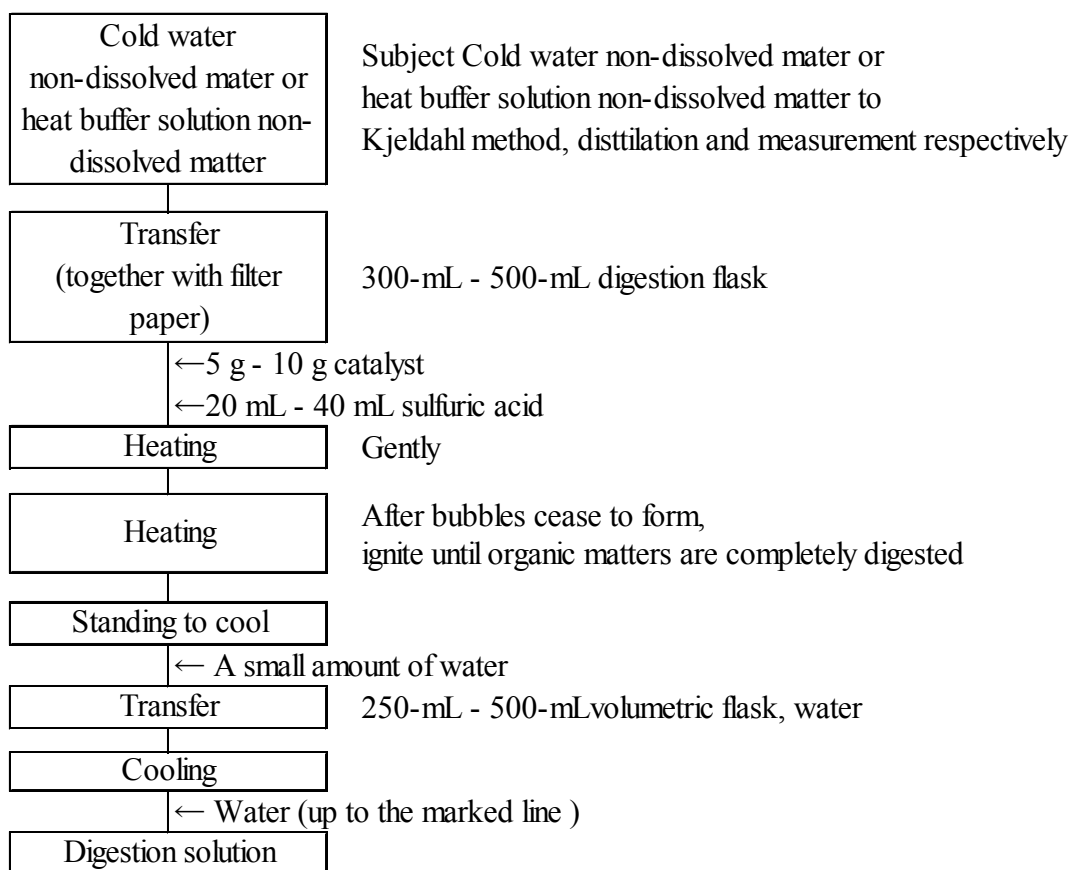 Cold water
non-dissolved mater or
heat buffer solution non-
dissolved matter
Subject Cold water non-dissolved mater or
heat buffer solution non-dissolved matter to
Kjeldahl method, disttilation and measurement respectively
Transfer
(together with filter
paper)
300-mL - 500-mL digestion flask
←5 g - 10 g catalyst
←20 mL - 40 mL sulfuric acid
Heating
Gently
Heating
After bubbles cease to form,
ignite until organic matters are completely digested
Standing to cool
← A small amount of water
Transfer
250-mL - 500-mLvolumetric flask, water
Cooling
← Water (up to the marked line )
Digestion solution